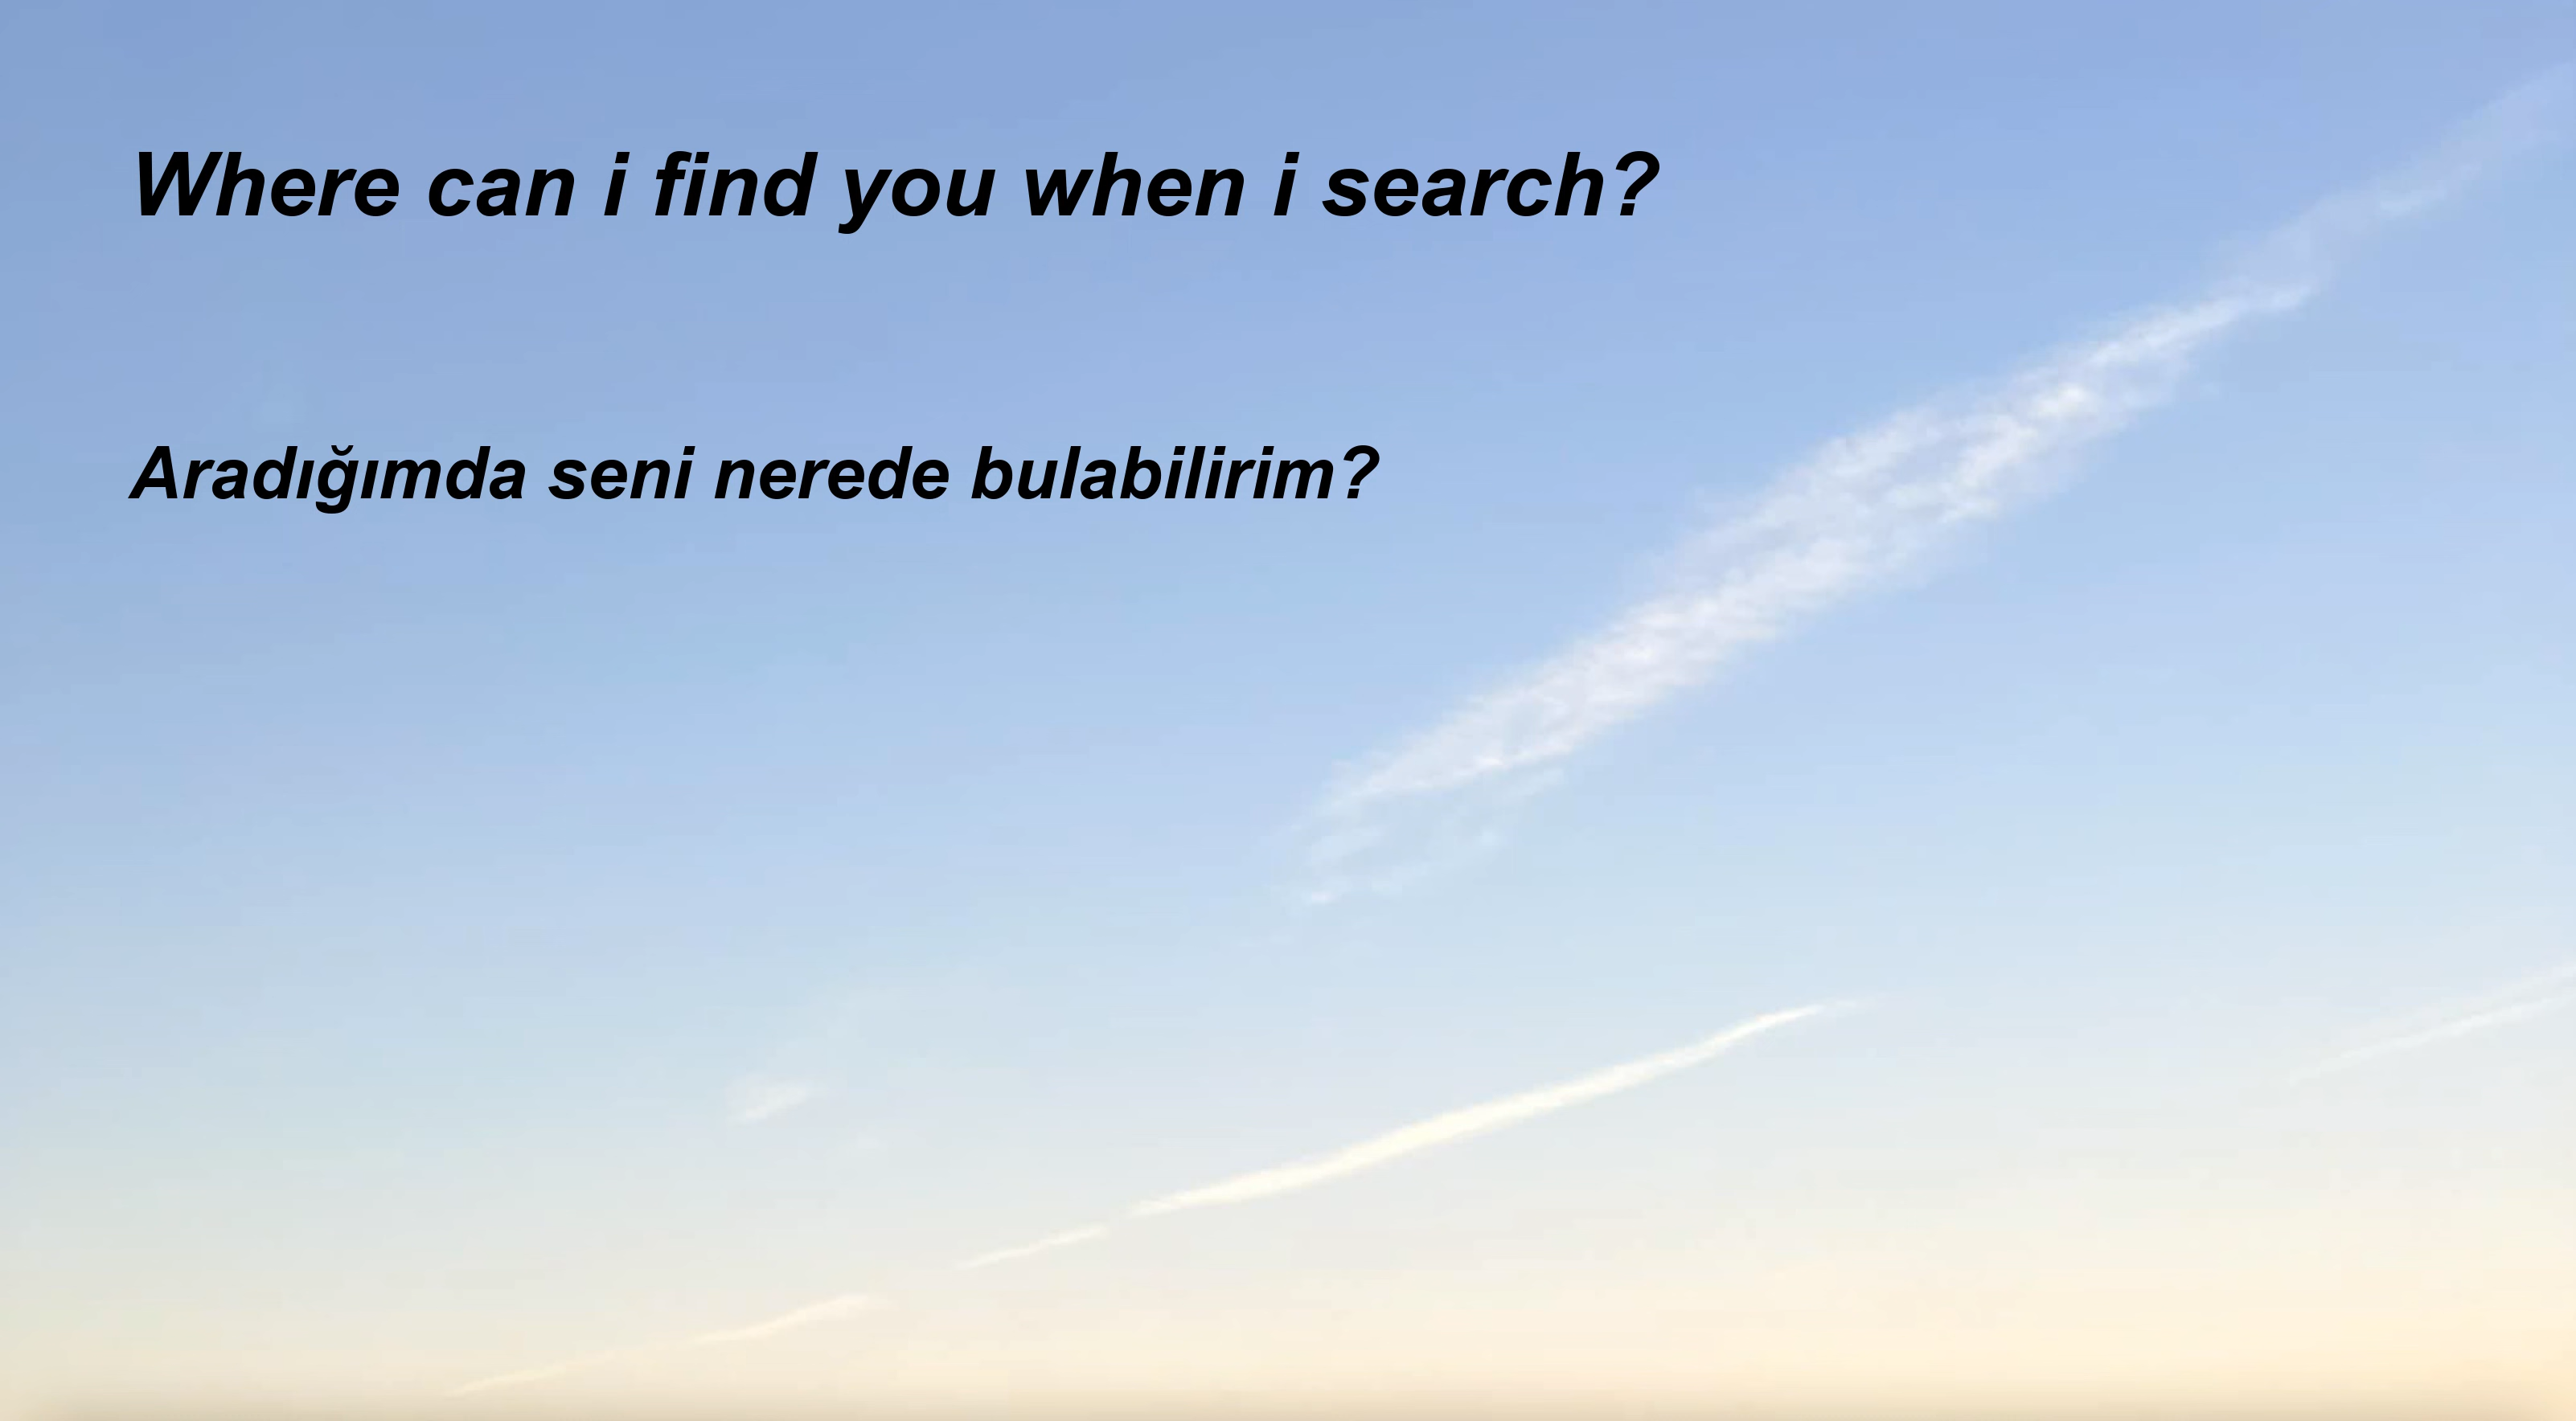 Where can i find you when i search?
Aradığımda seni nerede bulabilirim?